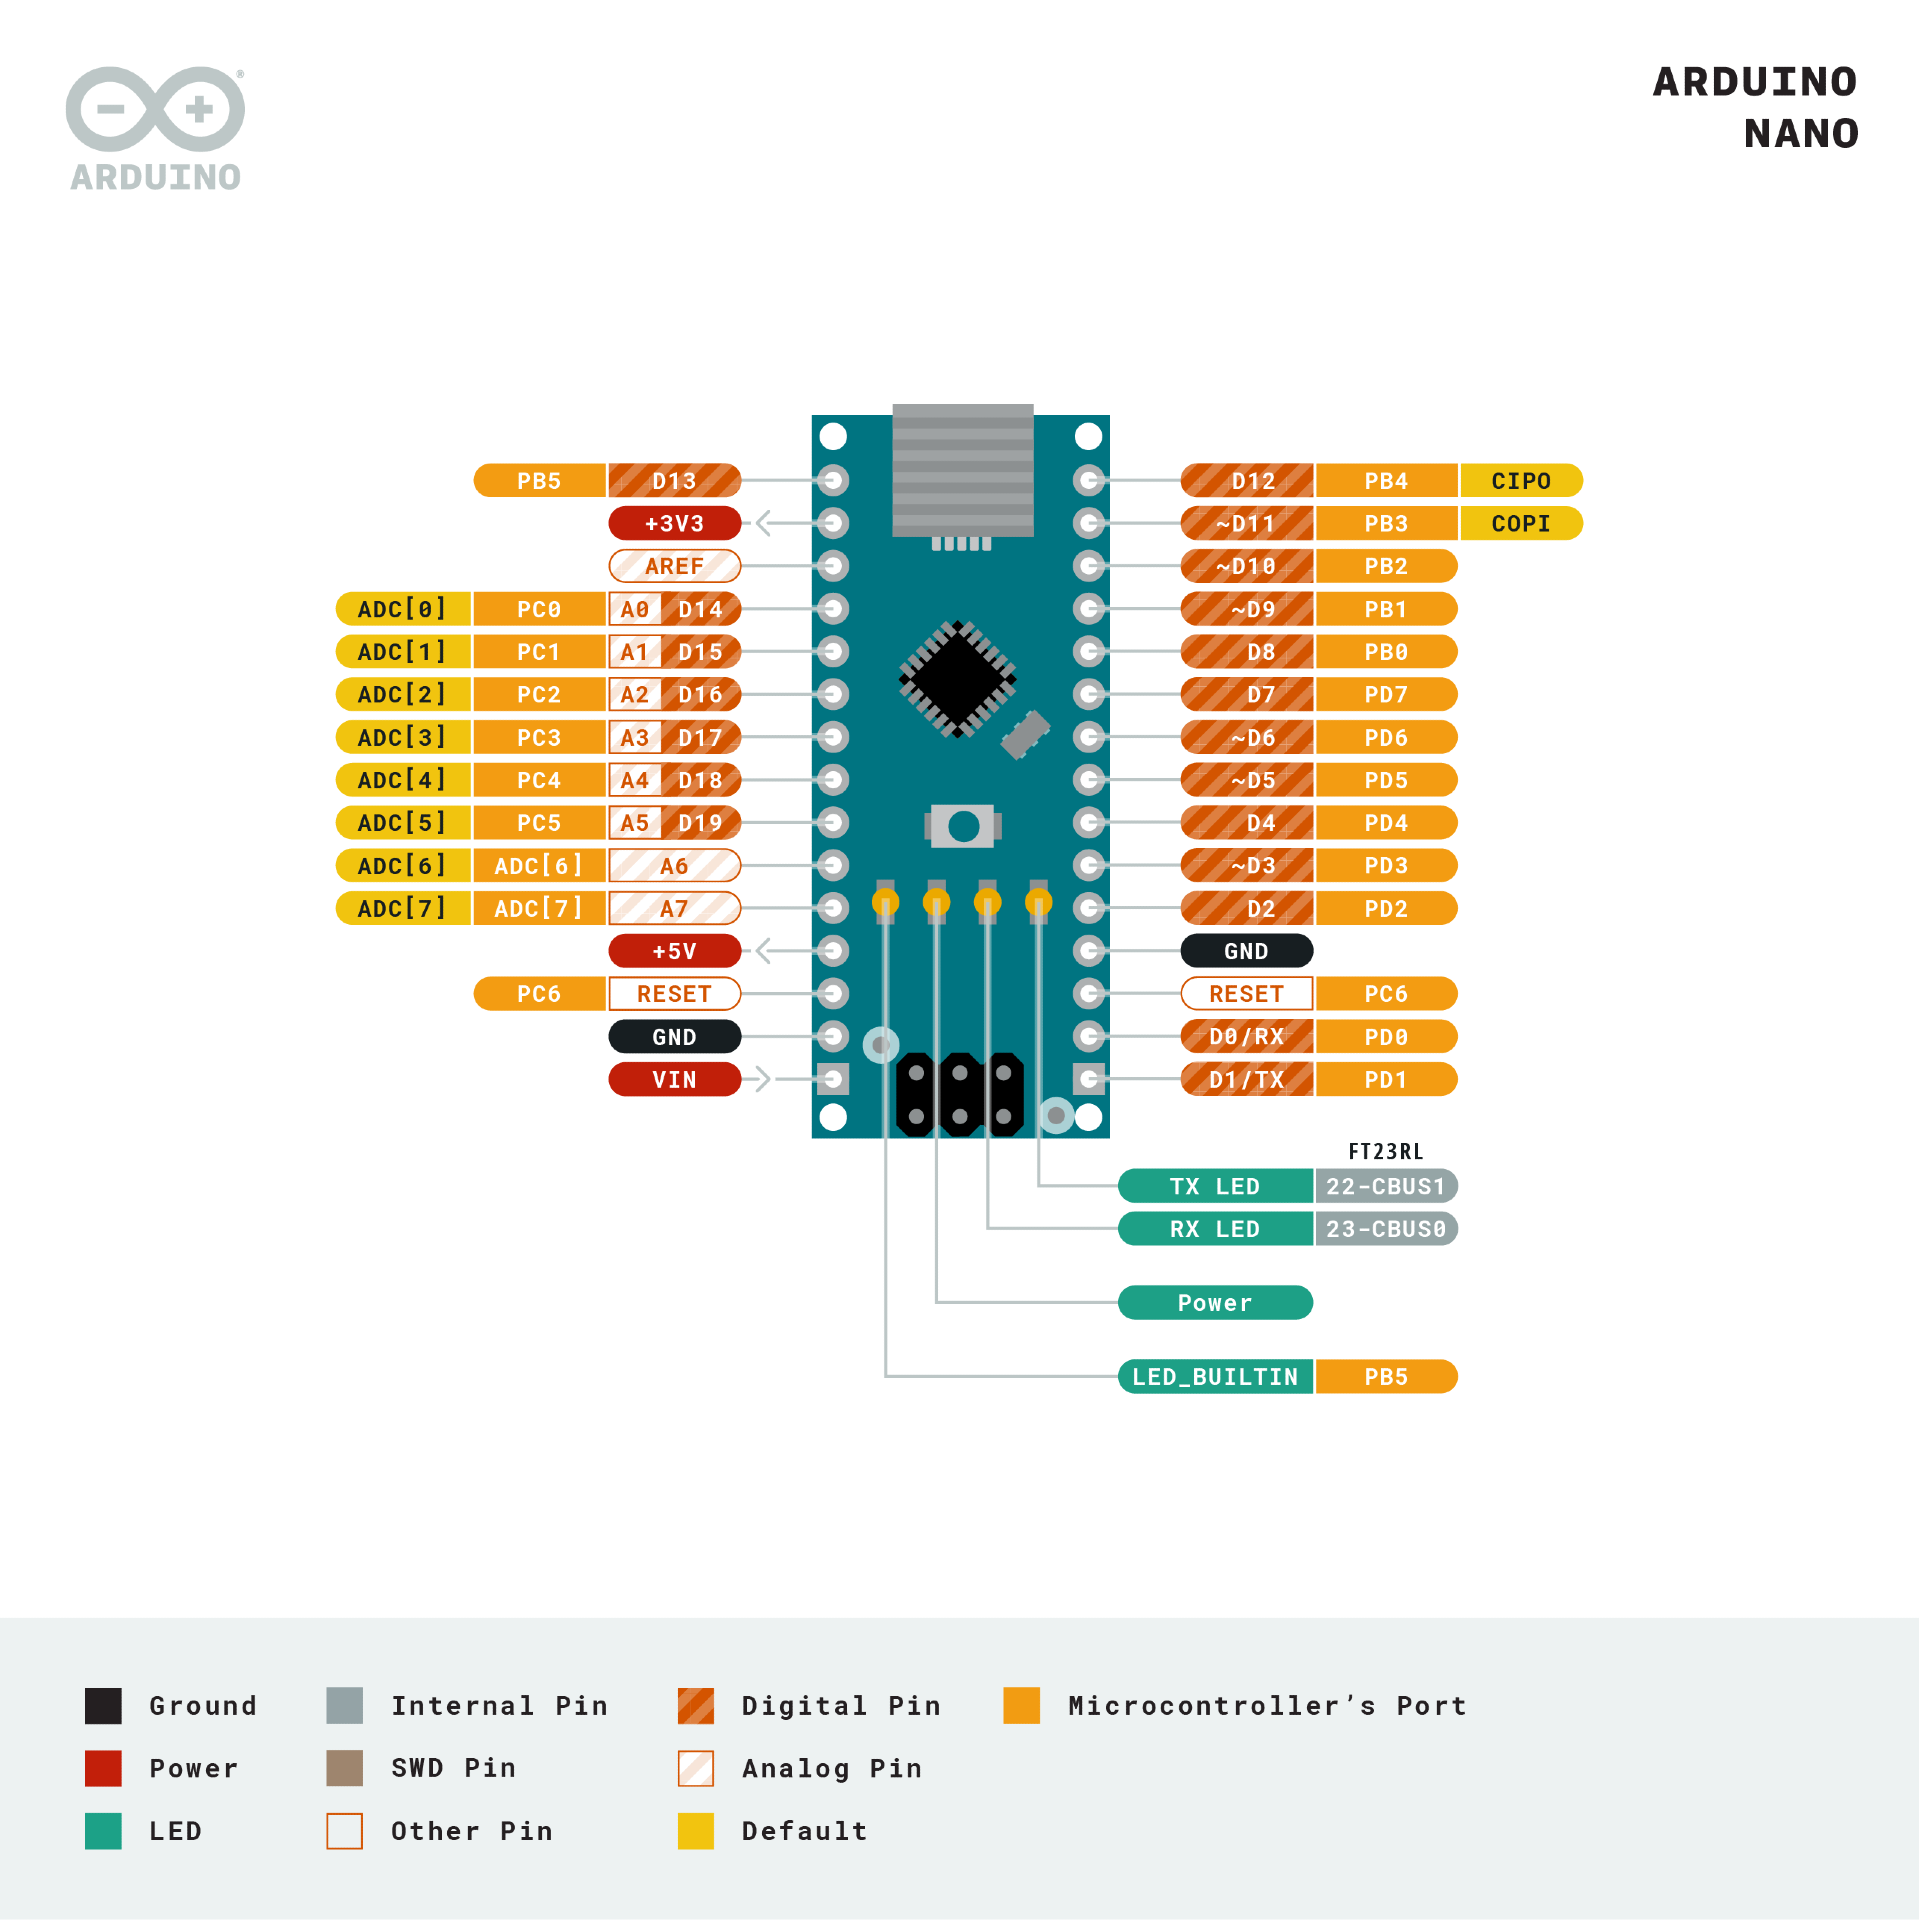 ARDUINO
NANO
®
ARDUINO
PB5 D13 D12 PB4 CIPO
+3V3 ~D11 PB3 COPI
AREF ~D10 PB2
ADC[0] PC0 A0 D14 ~D9 PB1
ADC[1] PC1 A1 D15 D8 PB0
ADC[2] PC2 A2 D16 D7 PD7
ADC[3] PC3 A3 D17 ~D6 PD6
ADC[4] PC4 A4 D18 ~D5 PD5
ADC[5] PC5 A5 D19 D4 PD4
ADC[6] ADC[6] A6 ~D3 PD3
ADC[7] ADC[7] A7 D2 PD2
+5V GND
PC6 RESET RESET PC6
GND D0/RX PD0
VIN D1/TX PD1
FT23RL
TX LED 22-CBUS1
RX LED 23-CBUS0
Power
LED_BUILTIN PB5
Ground Internal Pin Digital Pin Microcontroller’s Port
Power SWD Pin Analog Pin
LED Other Pin Default